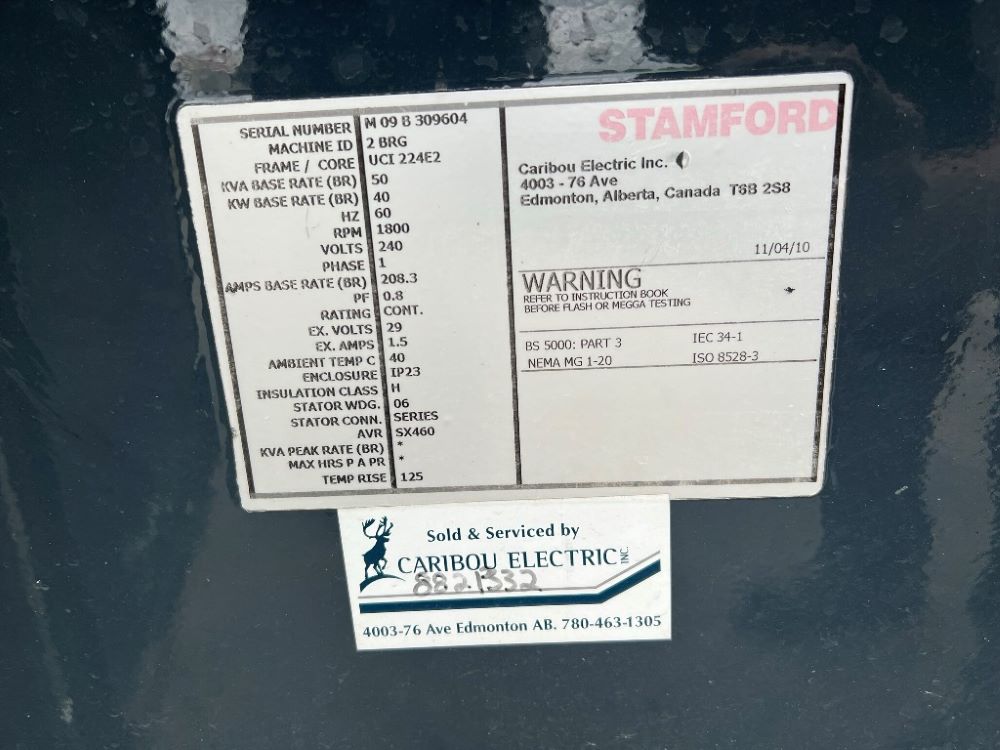 SERIAL NUMBER M 09 B 309604
MACHINE ID 2 BRG
FRAME / CORE UCI 224E2
KVA BASE RATE (BR) 50
KW BASE RATE (BR) 40
HZ 60
RPM 1800
VOLTS 240
PHASE 1
AMPS BASE RATE (BR) 208.3
PF 0.8
RATING CONT.
EX. VOLTS 29
EX. AMPS 1.5
AMBIENT TEMP C 40
ENCLOSURE IP23
INSULATION CLASS H
STATOR WDG. 06
STATOR CONN. SERIES
AVR SX460
KVA PEAK RATE (BR) *
MAX HRS P A PR *
TEMP RISE 125
STAMFORD
Caribou Electric Inc.
4003 - 76 Ave
Edmonton, Alberta, Canada T6B 2S8
11/04/10
WARNING
REFER TO INSTRUCTION BOOK
BEFORE FLASH OR MEGGA TESTING
BS 5000: PART 3 IEC 34-1
NEMA MG 1-20 ISO 8528-3
Sold & Serviced by
CARIBOU ELECTRIC INC.
8821332
4003-76 Ave Edmonton AB. 780-463-1305